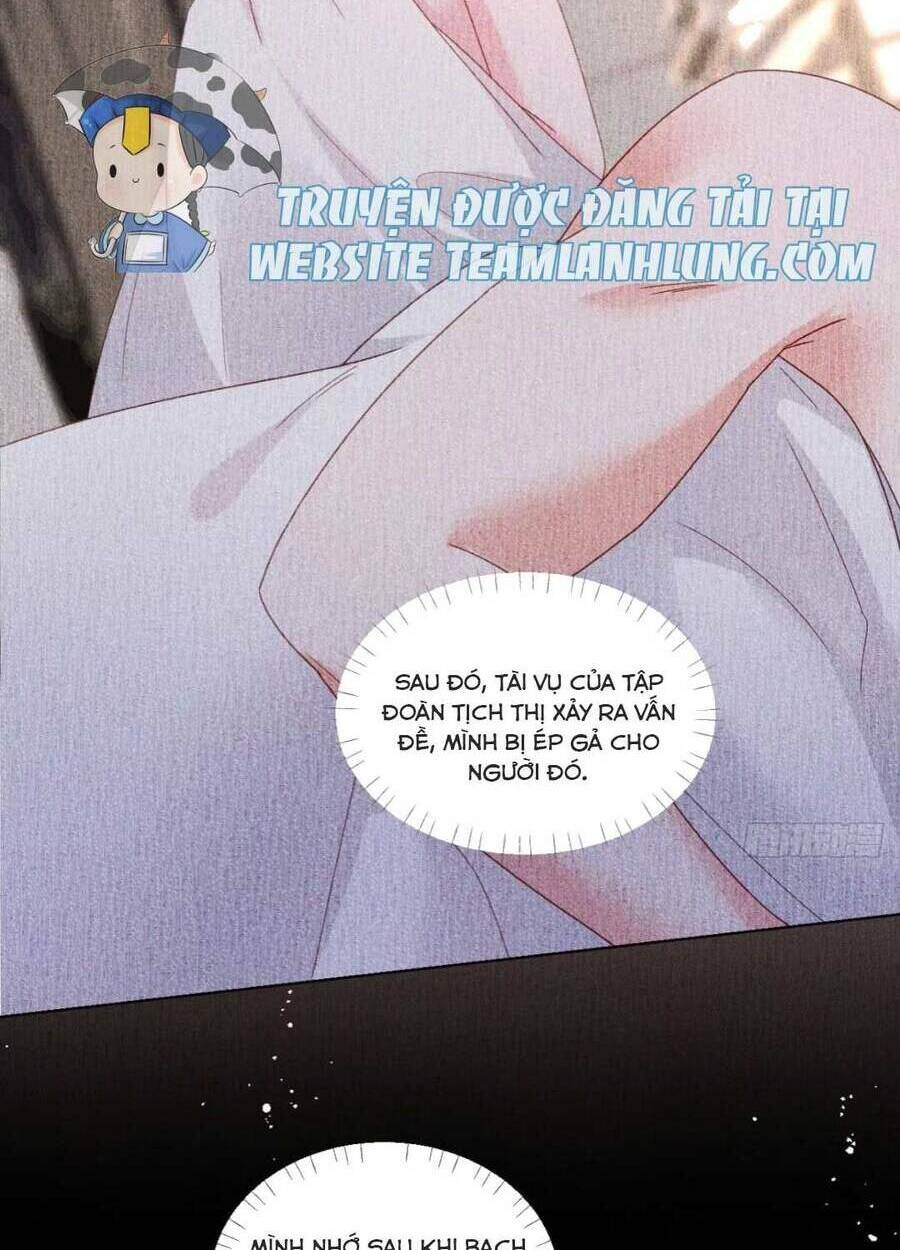 TRUYỆN ĐƯỢC ĐĂNG TẢI TẠI
WEBSITE TEAMLANHLUNG.COM
SAU ĐÓ, TÀI VỤ CỦA TẬP
ĐOÀN TỊCH THỊ XẢY RA VẤN
ĐỀ, MÌNH BỊ ÉP GẢ CHO
NGƯỜI ĐÓ.
MÌNH NHỚ SAU KHI BẠCH